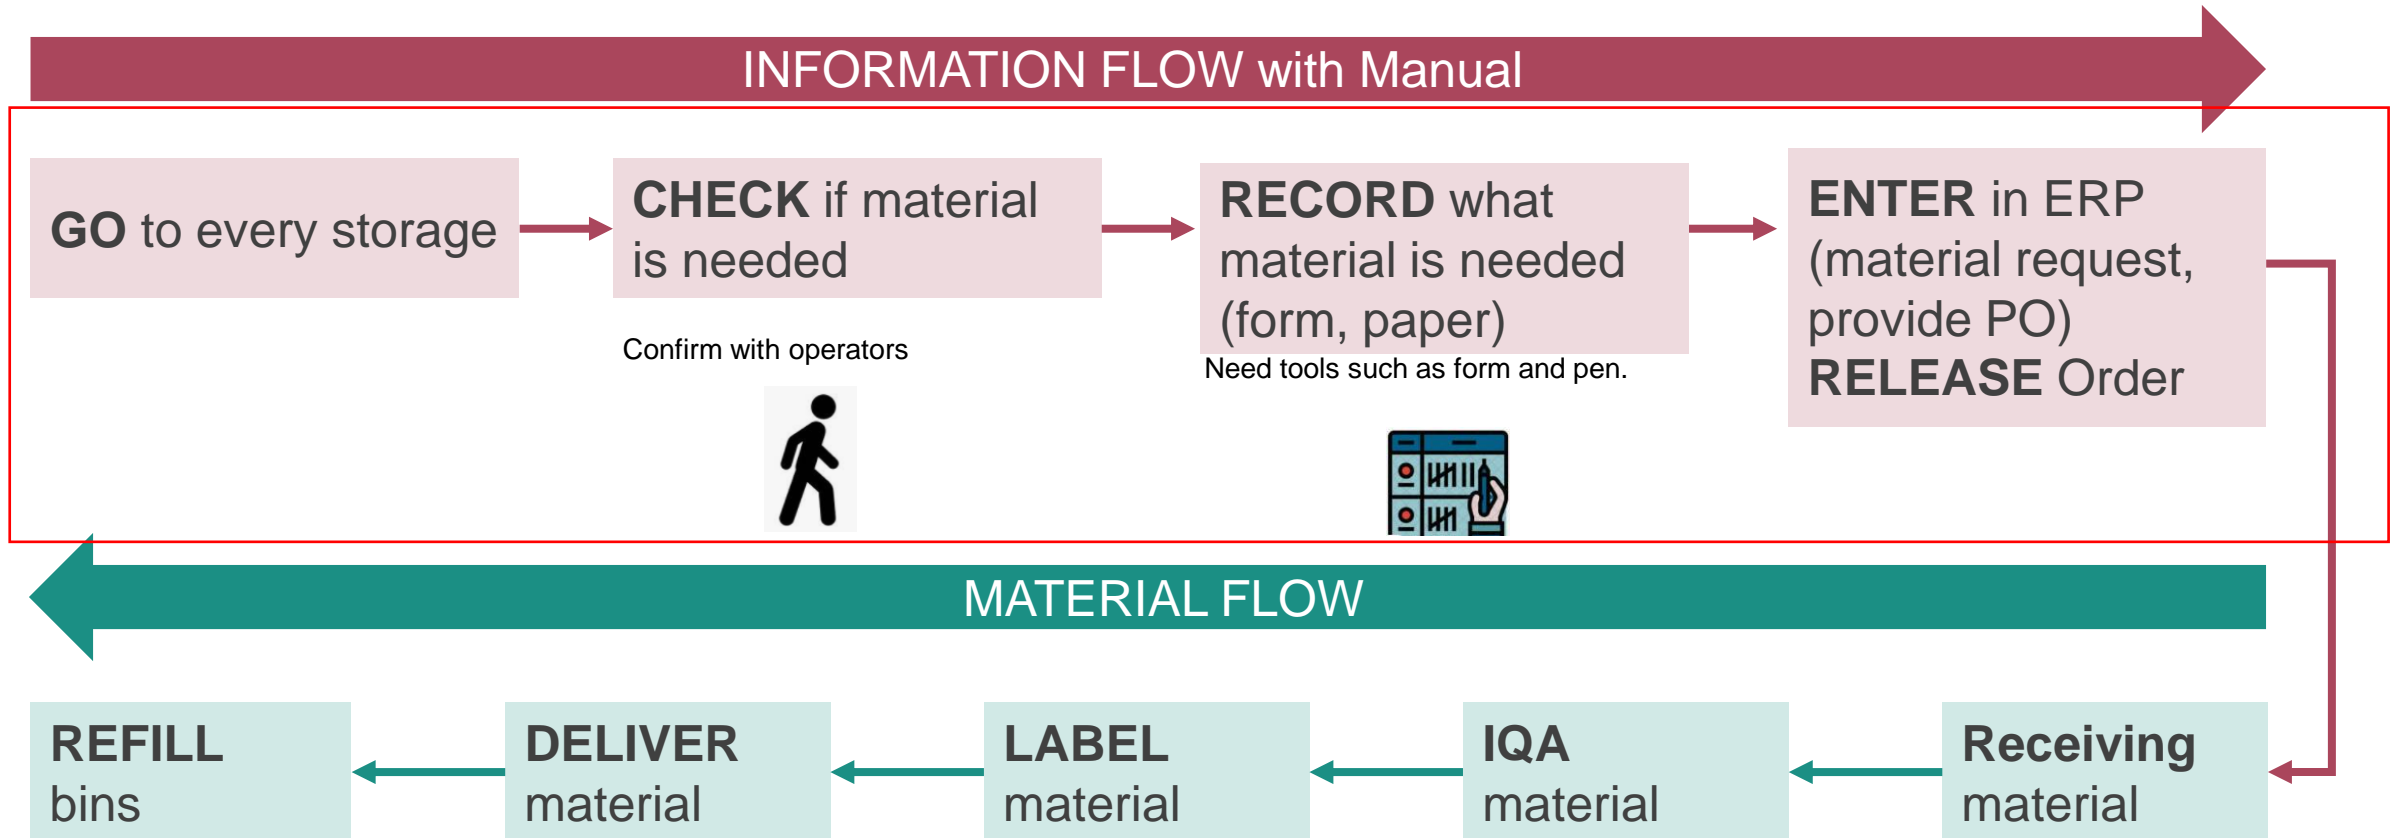 INFORMATION FLOW with Manual
GO to every storage
CHECK if material
is needed
RECORD what
material is needed
(form, paper)
ENTER in ERP
(material request,
provide PO)
RELEASE Order
Confirm with operators
Need tools such as form and pen.
MATERIAL FLOW
REFILL
bins
DELIVER
material
LABEL
material
IQA
material
Receiving
material